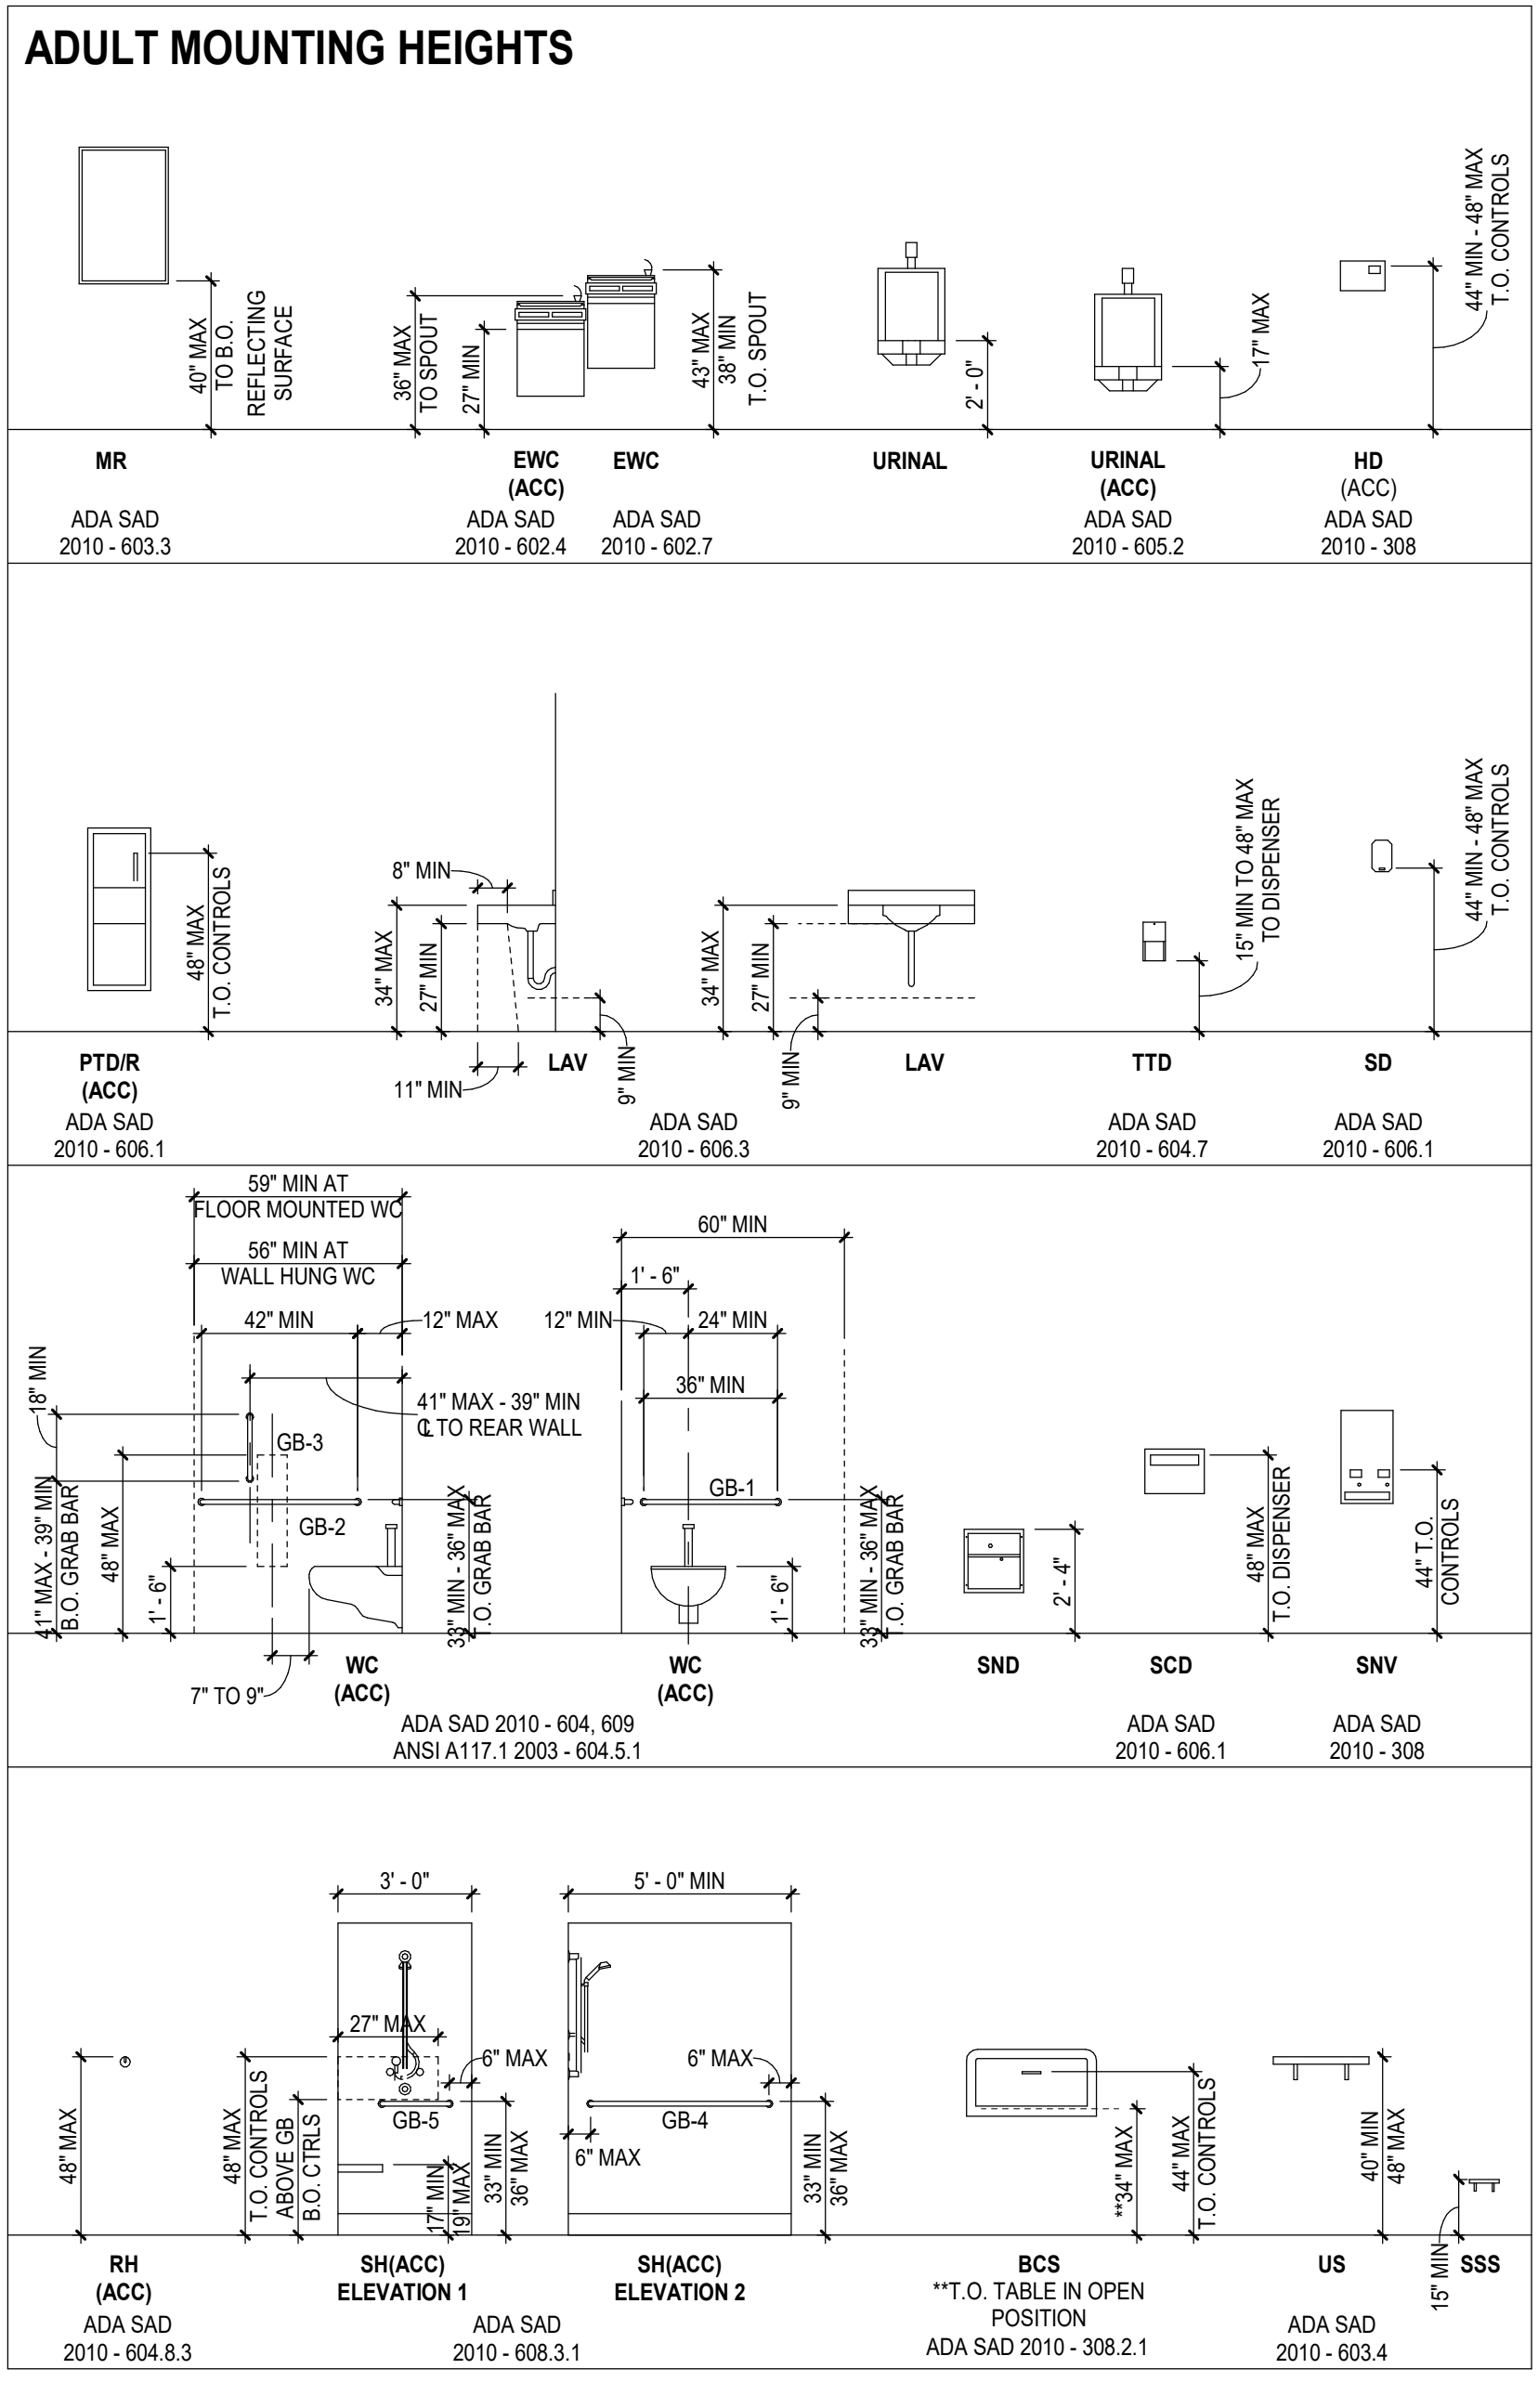 ADULT MOUNTING HEIGHTS
40" MAX
TO B.O.
REFLECTING
SURFACE
36" MAX
TO SPOUT
27" MIN
43" MAX
38" MIN
T.O. SPOUT
2' - 0"
17" MAX
44" MIN - 48" MAX
T.O. CONTROLS
MR
ADA SAD
2010 - 603.3
EWC
(ACC)
ADA SAD
2010 - 602.4
EWC
ADA SAD
2010 - 602.7
URINAL
URINAL
(ACC)
ADA SAD
2010 - 605.2
HD
(ACC)
ADA SAD
2010 - 308
48" MAX
T.O. CONTROLS
8" MIN
34" MAX
27" MIN
11" MIN
9" MIN
34" MAX
27" MIN
9" MIN
15" MIN TO 48" MAX
TO DISPENSER
44" MIN - 48" MAX
T.O. CONTROLS
PTD/R
(ACC)
ADA SAD
2010 - 606.1
LAV
LAV
ADA SAD
2010 - 606.3
TTD
ADA SAD
2010 - 604.7
SD
ADA SAD
2010 - 606.1
59" MIN AT
FLOOR MOUNTED WC
56" MIN AT
WALL HUNG WC
42" MIN
12" MAX
41" MAX - 39" MIN
℄ TO REAR WALL
18" MIN
GB-3
GB-2
41" MAX - 39" MIN
B.O. GRAB BAR
48" MAX
1' - 6"
33" MIN - 36" MAX
T.O. GRAB BAR
7" TO 9"
60" MIN
1' - 6"
12" MIN
24" MIN
36" MIN
GB-1
1' - 6"
33" MIN - 36" MAX
T.O. GRAB BAR
2' - 4"
48" MAX
T.O. DISPENSER
44" T.O.
CONTROLS
WC
(ACC)
WC
(ACC)
ADA SAD 2010 - 604, 609
ANSI A117.1 2003 - 604.5.1
SND
SCD
ADA SAD
2010 - 606.1
SNV
ADA SAD
2010 - 308
48" MAX
3' - 0"
27" MAX
6" MAX
GB-5
48" MAX
T.O. CONTROLS
ABOVE GB
B.O. CTRLS
17" MIN
19" MAX
33" MIN
36" MAX
5' - 0" MIN
6" MAX
GB-4
6" MAX
33" MIN
36" MAX
**34" MAX
44" MAX
T.O. CONTROLS
40" MIN
48" MAX
15" MIN
RH
(ACC)
ADA SAD
2010 - 604.8.3
SH(ACC)
ELEVATION 1
SH(ACC)
ELEVATION 2
ADA SAD
2010 - 608.3.1
BCS
**T.O. TABLE IN OPEN
POSITION
ADA SAD 2010 - 308.2.1
US
ADA SAD
2010 - 603.4
SSS